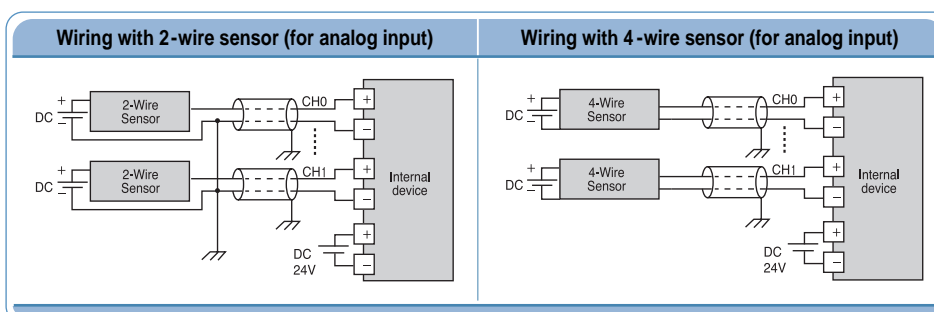 Wiring with 2-wire sensor (for analog input)
Wiring with 4-wire sensor (for analog input)
DC
+
−
2-Wire
Sensor
CH0
+
−
DC
+
−
2-Wire
Sensor
CH1
+
−
Internal
device
DC
24V
+
−
DC
+
−
4-Wire
Sensor
CH0
+
−
DC
+
−
4-Wire
Sensor
CH1
+
−
Internal
device
DC
24V
+
−